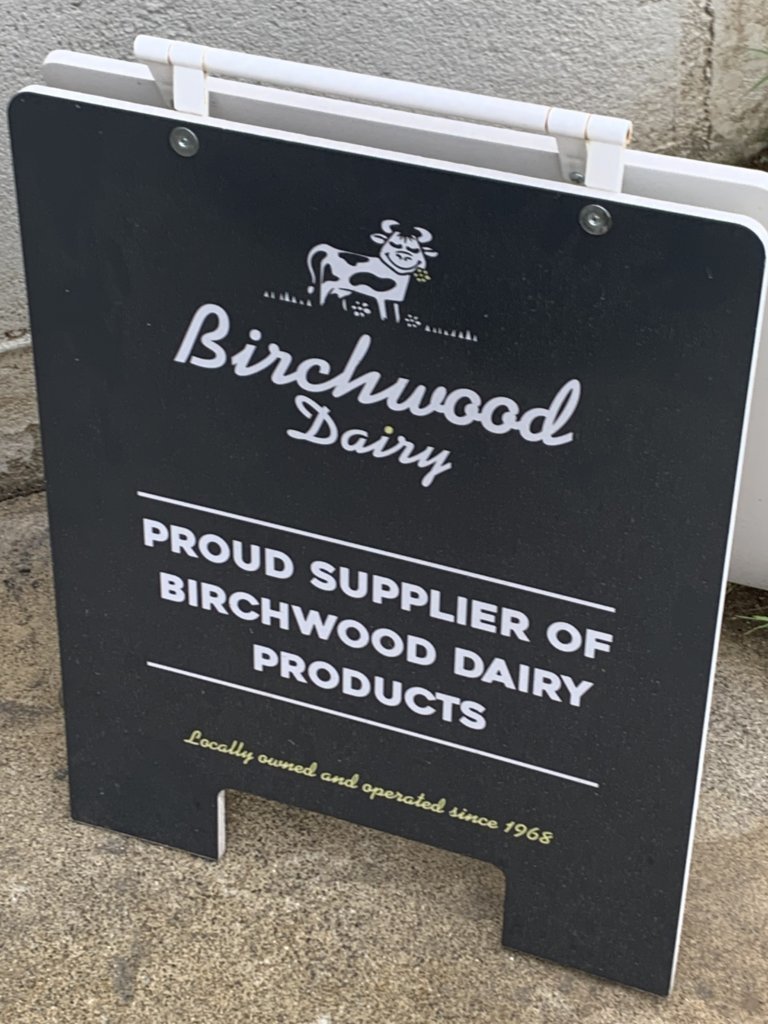 Birchwood
Dairy
PROUD SUPPLIER OF
BIRCHWOOD DAIRY
PRODUCTS
Locally owned and operated since 1968